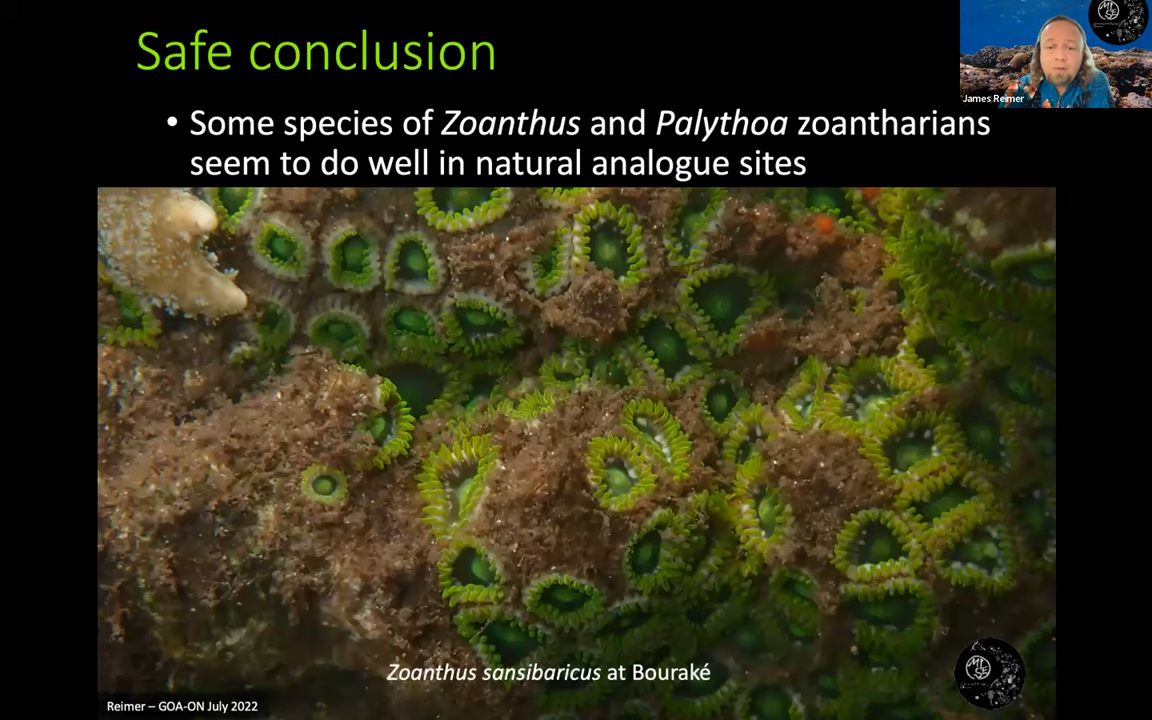 Safe conclusion
James Reimer
• Some species of Zoanthus and Palythoa zoantharians
seem to do well in natural analogue sites
Zoanthus sansibaricus at Bouraké
Reimer – GOA-ON July 2022